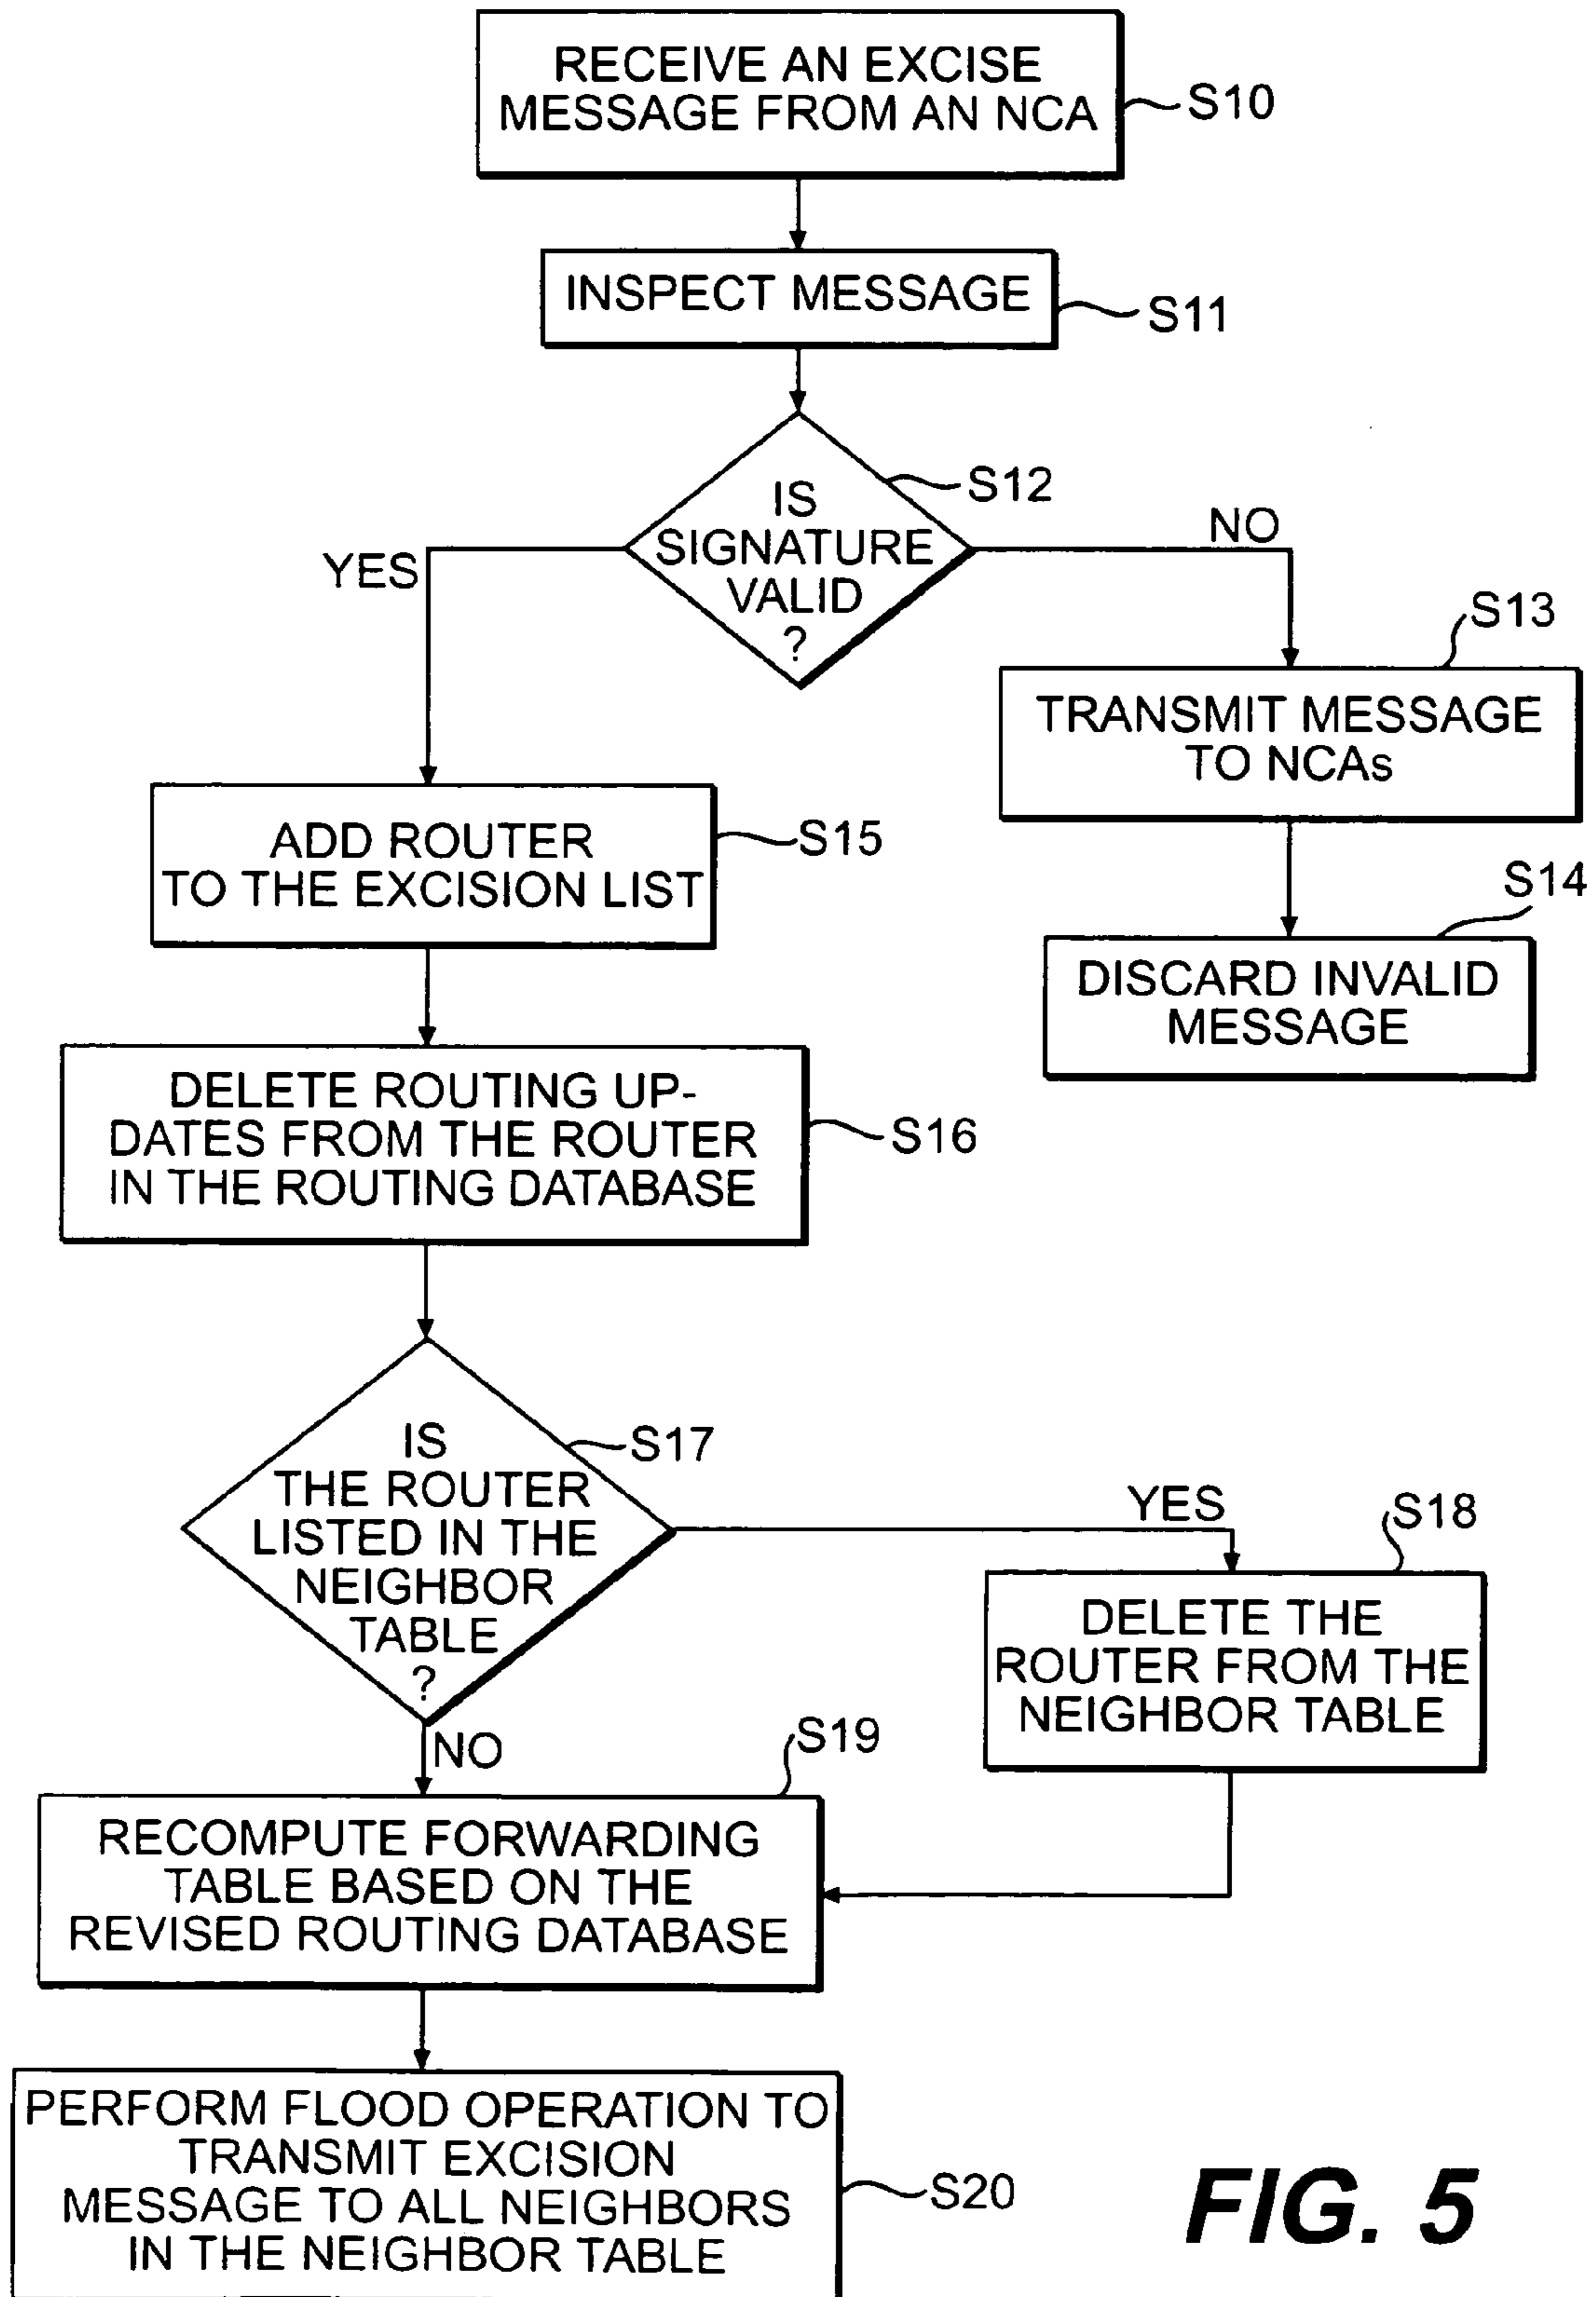 RECEIVE AN EXCISE
MESSAGE FROM AN NCA
S10
INSPECT MESSAGE
S11
S12
IS
SIGNATURE
VALID
?
YES
NO
S13
TRANSMIT MESSAGE
TO NCAs
S15
ADD ROUTER
TO THE EXCISION LIST
S14
DISCARD INVALID
MESSAGE
DELETE ROUTING UP-
DATES FROM THE ROUTER
IN THE ROUTING DATABASE
S16
S17
IS
THE ROUTER
LISTED IN THE
NEIGHBOR
TABLE
?
YES
S18
DELETE THE
ROUTER FROM THE
NEIGHBOR TABLE
NO
S19
RECOMPUTE FORWARDING
TABLE BASED ON THE
REVISED ROUTING DATABASE
PERFORM FLOOD OPERATION TO
TRANSMIT EXCISION
MESSAGE TO ALL NEIGHBORS
IN THE NEIGHBOR TABLE
S20
FIG. 5